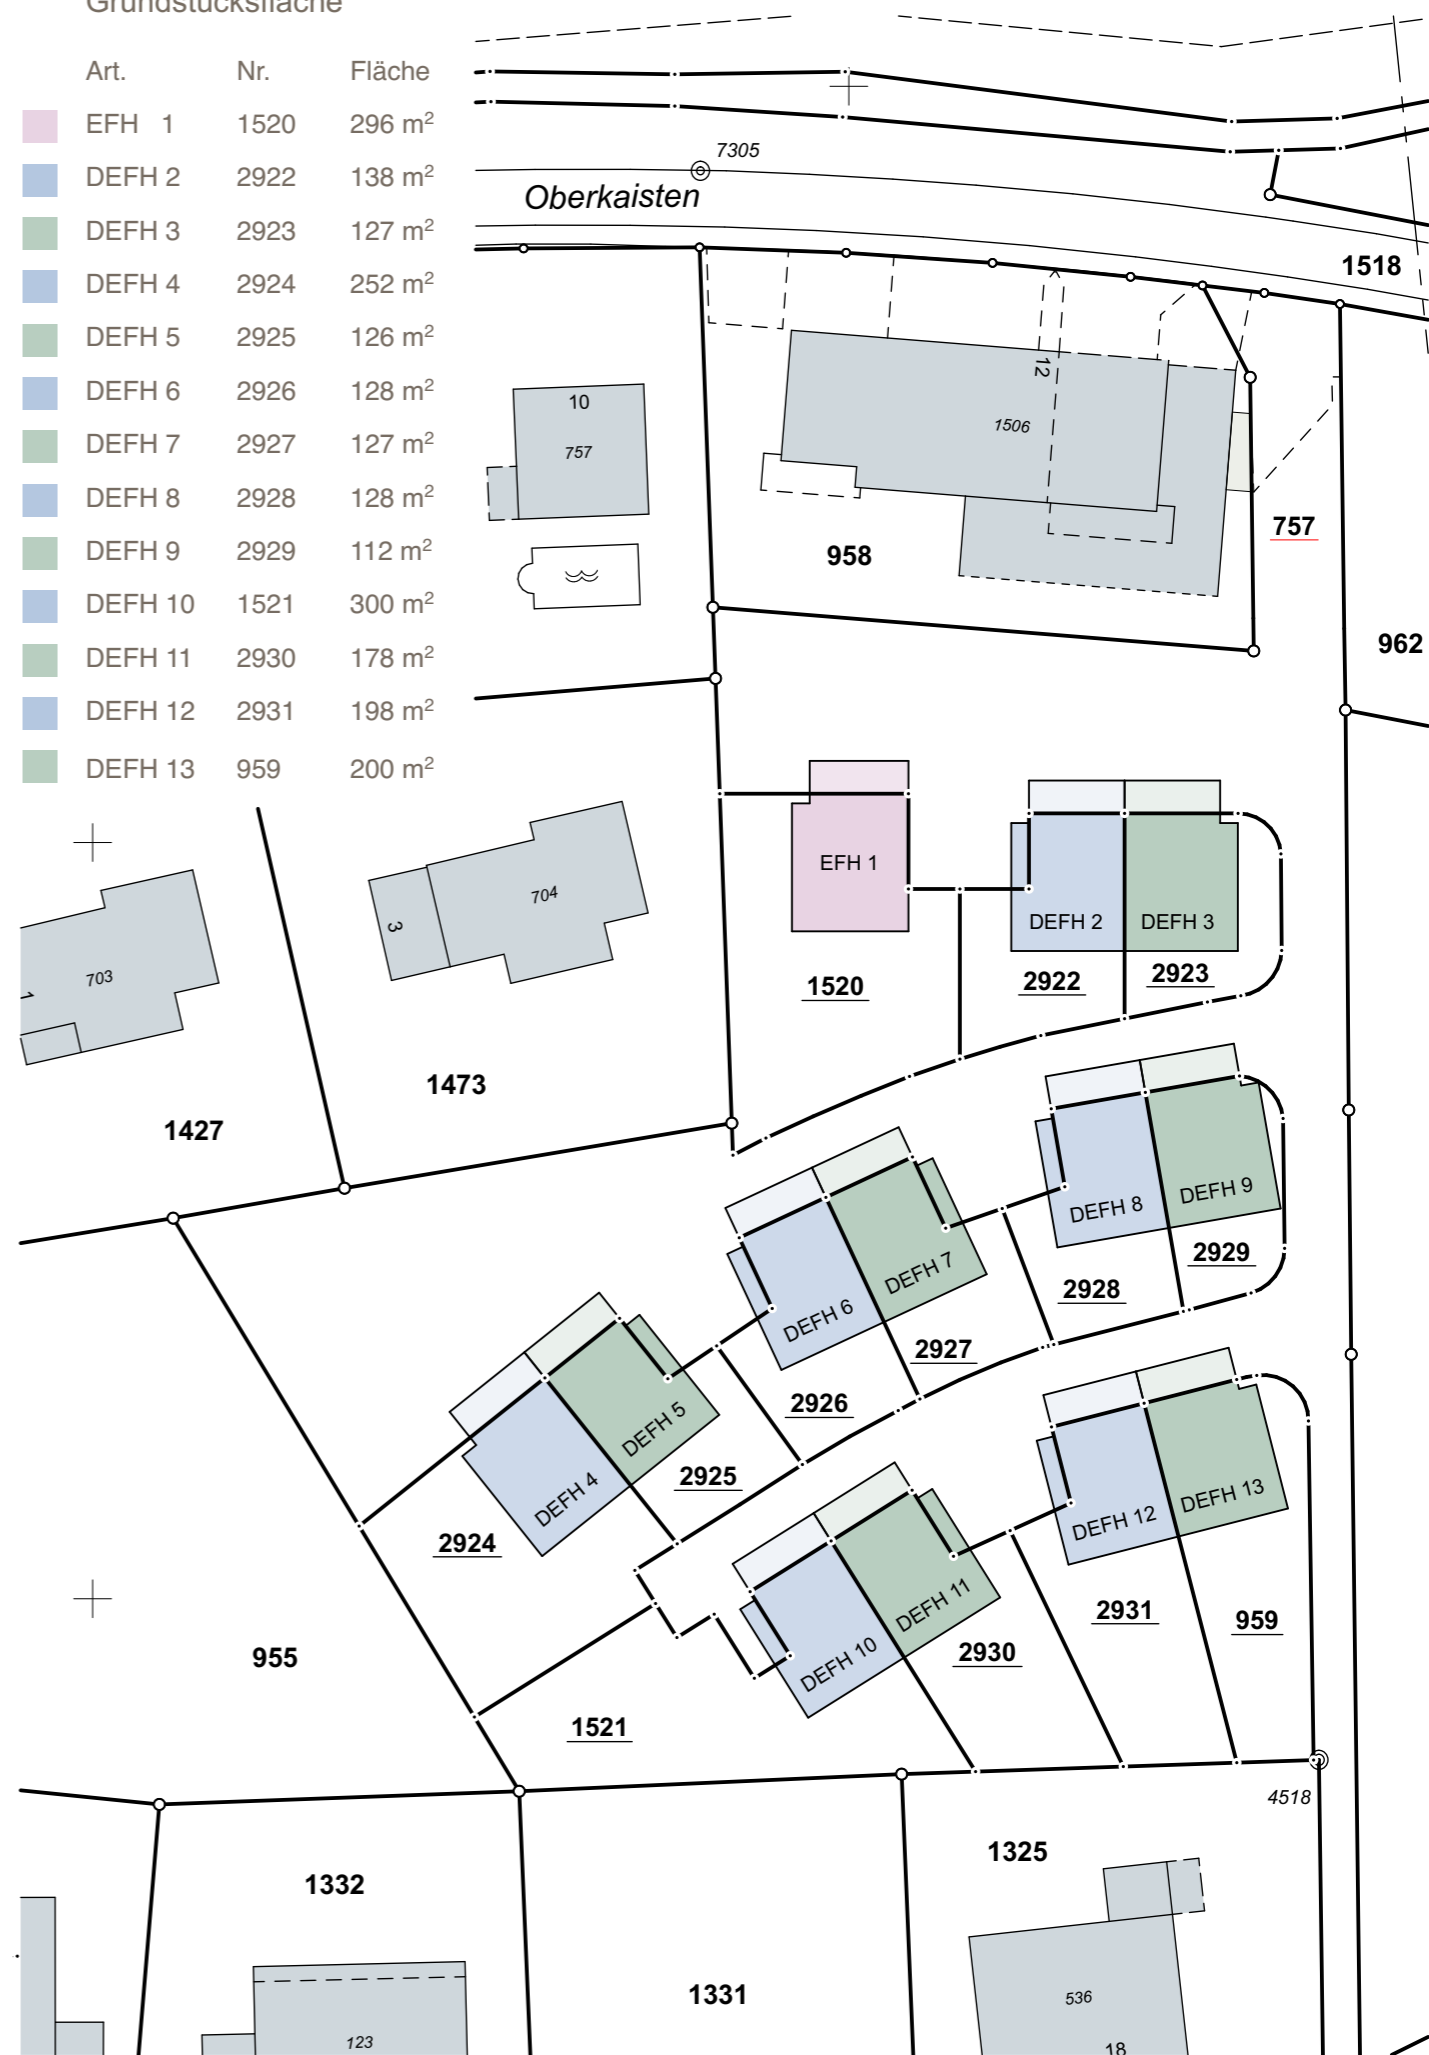 Grundstücksfläche
Art. Nr. Fläche
EFH 1 1520 296 m²
DEFH 2 2922 138 m²
DEFH 3 2923 127 m²
DEFH 4 2924 252 m²
DEFH 5 2925 126 m²
DEFH 6 2926 128 m²
DEFH 7 2927 127 m²
DEFH 8 2928 128 m²
DEFH 9 2929 112 m²
DEFH 10 1521 300 m²
DEFH 11 2930 178 m²
DEFH 12 2931 198 m²
DEFH 13 959 200 m²
7305
Oberkaisten
1518
12
10
1506
757
757
958
962
EFH 1
704
3
DEFH 2 DEFH 3
703
1
1520 2922 2923
1473
1427
DEFH 9
DEFH 8
2929
DEFH 7
2928
DEFH 6
2927
2926
DEFH 5
2925
DEFH 4
DEFH 13
DEFH 12
2924
DEFH 11
2931 959
DEFH 10
2930
955
1521
4518
1325
1332
1331
536
123
18